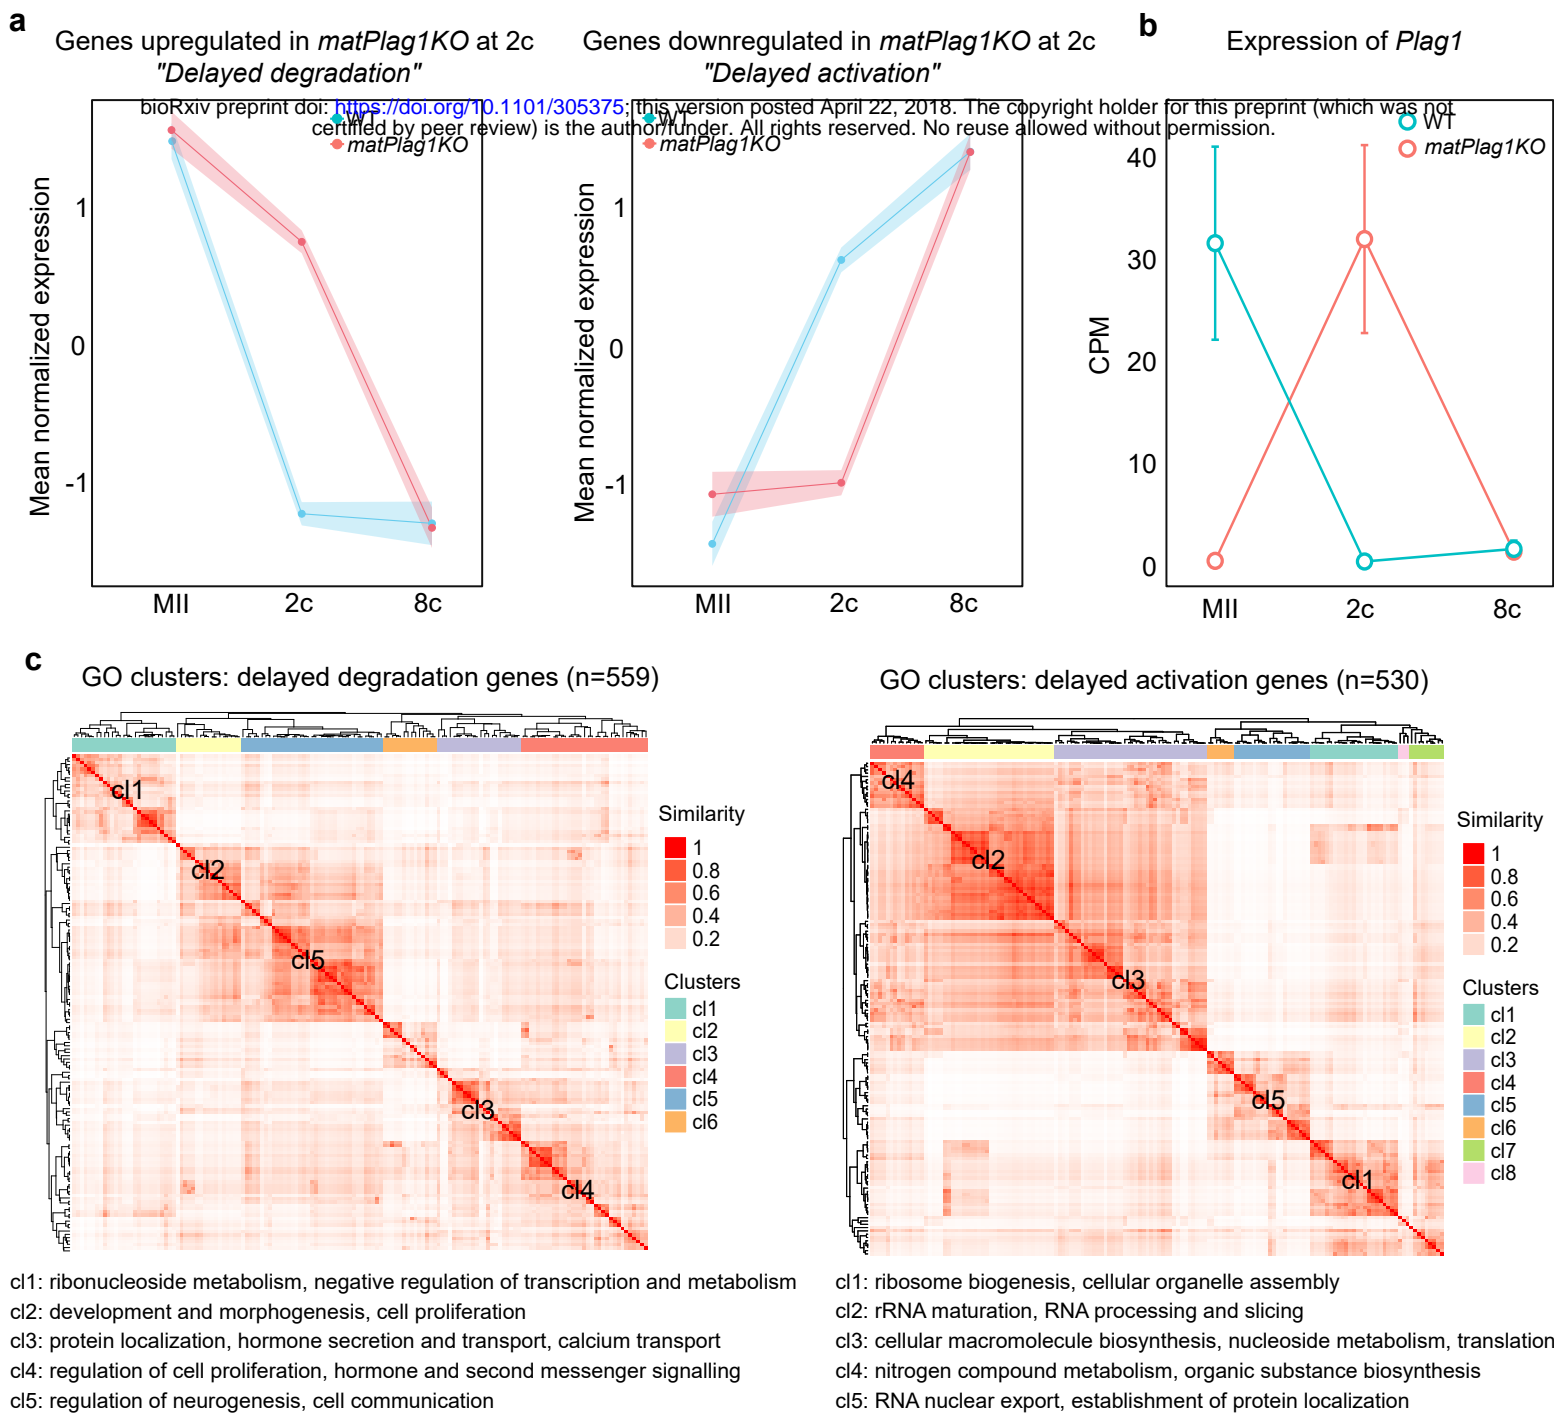 a
Genes upregulated in matPlag1KO at 2c
"Delayed degradation"
Genes downregulated in matPlag1KO at 2c
"Delayed activation"
b
Expression of Plag1
bioRxiv preprint doi: https://doi.org/10.1101/305375; this version posted April 22, 2018. The copyright holder for this preprint (which was not
certified by peer review) is the author/funder. All rights reserved. No reuse allowed without permission.
WT
matPlag1KO
Mean normalized expression
1
0
-1
MII
2c
8c
WT
matPlag1KO
Mean normalized expression
1
0
-1
MII
2c
8c
WT
matPlag1KO
CPM
40
30
20
10
0
MII
2c
8c
c
GO clusters: delayed degradation genes (n=559)
cl1
cl2
cl5
cl3
cl4
Similarity
1
0.8
0.6
0.4
0.2
Clusters
cl1
cl2
cl3
cl4
cl5
cl6
GO clusters: delayed activation genes (n=530)
cl4
cl2
cl3
cl5
cl1
Similarity
1
0.8
0.6
0.4
0.2
Clusters
cl1
cl2
cl3
cl4
cl5
cl6
cl7
cl8
cl1: ribonucleoside metabolism, negative regulation of transcription and metabolism
cl2: development and morphogenesis, cell proliferation
cl3: protein localization, hormone secretion and transport, calcium transport
cl4: regulation of cell proliferation, hormone and second messenger signalling
cl5: regulation of neurogenesis, cell communication
cl1: ribosome biogenesis, cellular organelle assembly
cl2: rRNA maturation, RNA processing and slicing
cl3: cellular macromolecule biosynthesis, nucleoside metabolism, translation
cl4: nitrogen compound metabolism, organic substance biosynthesis
cl5: RNA nuclear export, establishment of protein localization